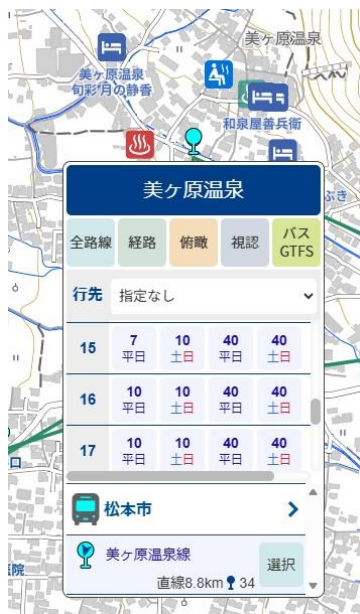 美ヶ原温泉
美ケ原温泉
旬彩 月の静香
和泉屋善兵衛
美ヶ原温泉
全路線 経路 俯瞰 視認 バス
GTFS
行先 指定なし
15 7 10 40 40
平日 土日 平日 土日
16 10 10 40 40
平日 土日 平日 土日
17 10 10 40 40
平日 土日 平日 土日
松本市
美ヶ原温泉線
直線8.8km 34
選択
医院